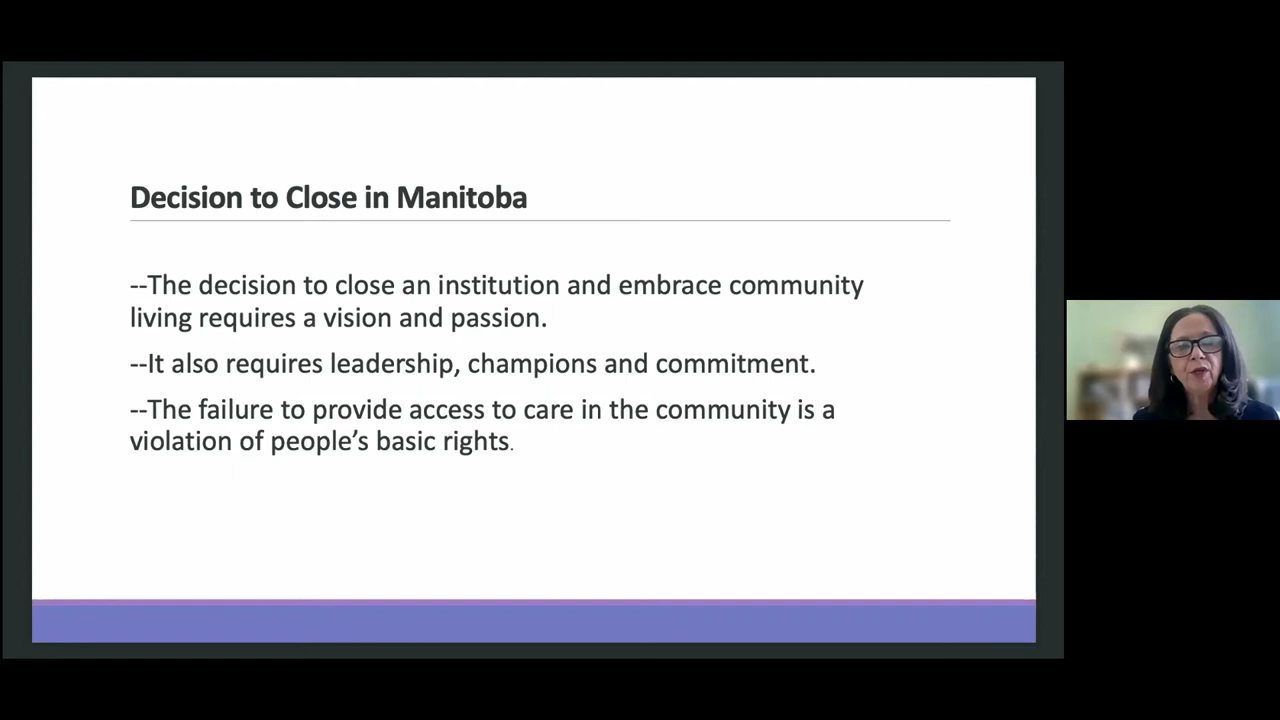 Decision to Close in Manitoba
--The decision to close an institution and embrace community
living requires a vision and passion.
--It also requires leadership, champions and commitment.
--The failure to provide access to care in the community is a
violation of people’s basic rights.